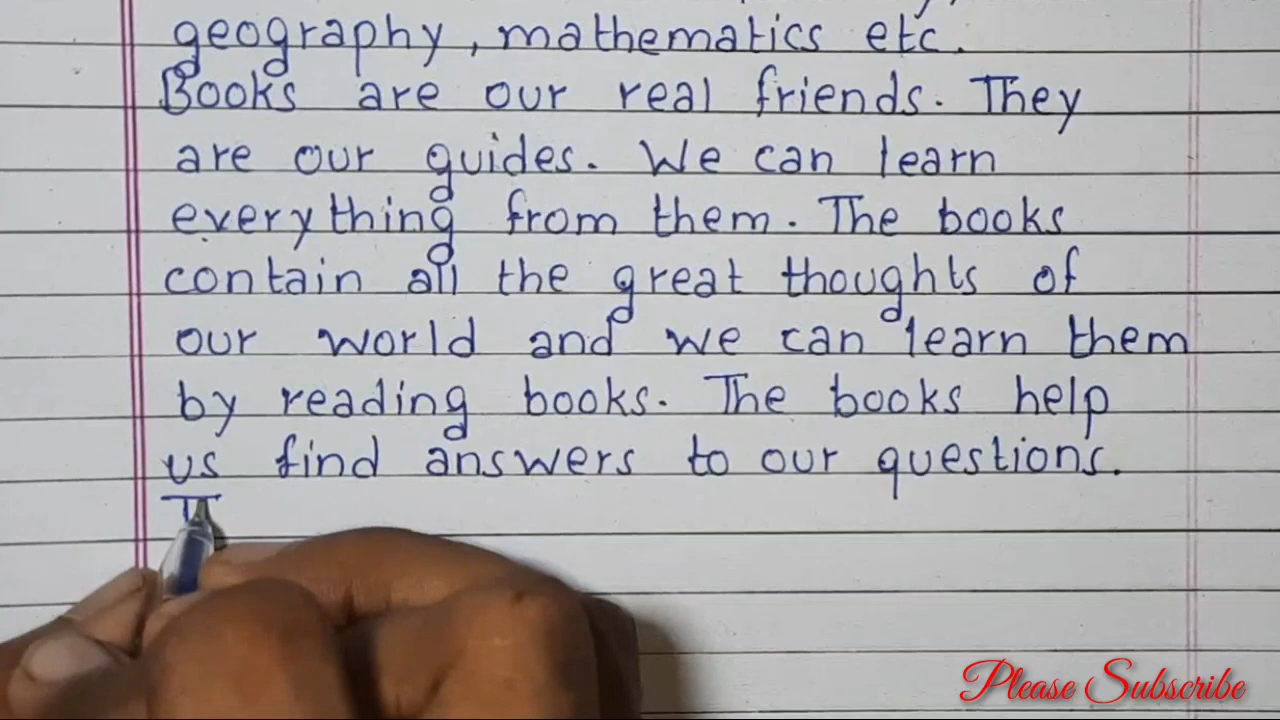 geography, mathematics etc.
Books are our real friends. They
are our guides. We can learn
everything from them. The books
contain all the great thoughts of
our world and we can learn them
by reading books. The books help
us find answers to our questions.
T
Please Subscribe